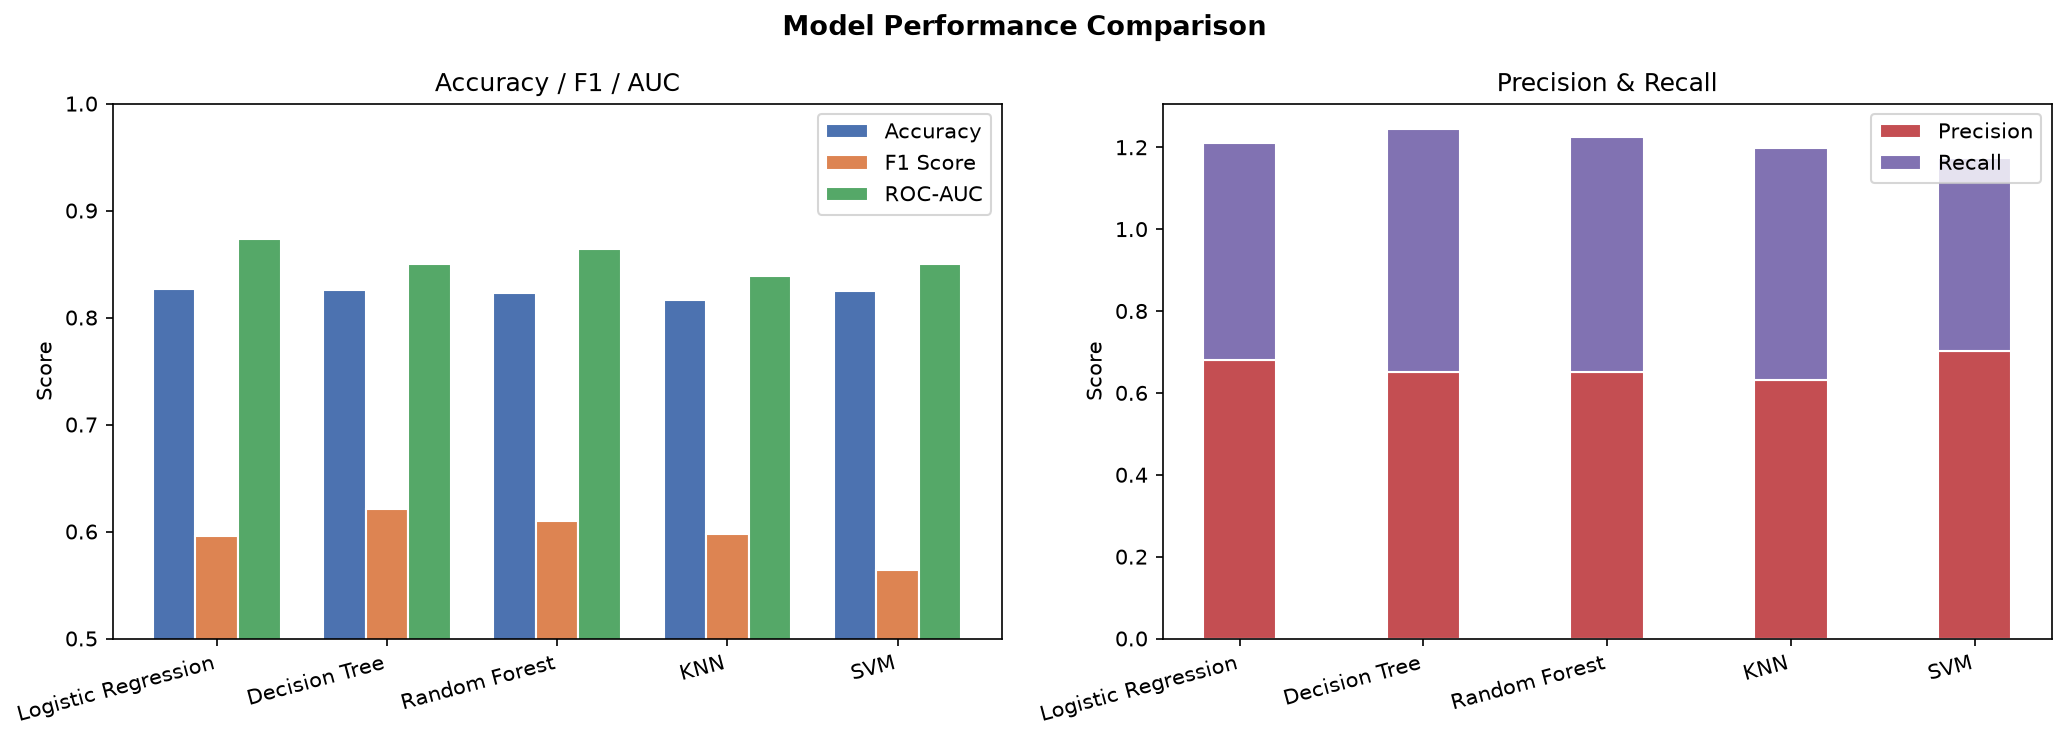 Model Performance Comparison
Accuracy / F1 / AUC
1.0
0.9
0.8
0.7
0.6
0.5
Score
Accuracy
F1 Score
ROC-AUC
Logistic Regression
Decision Tree
Random Forest
KNN
SVM
Precision & Recall
1.2
1.0
0.8
0.6
0.4
0.2
0.0
Score
Precision
Recall
Logistic Regression
Decision Tree
Random Forest
KNN
SVM